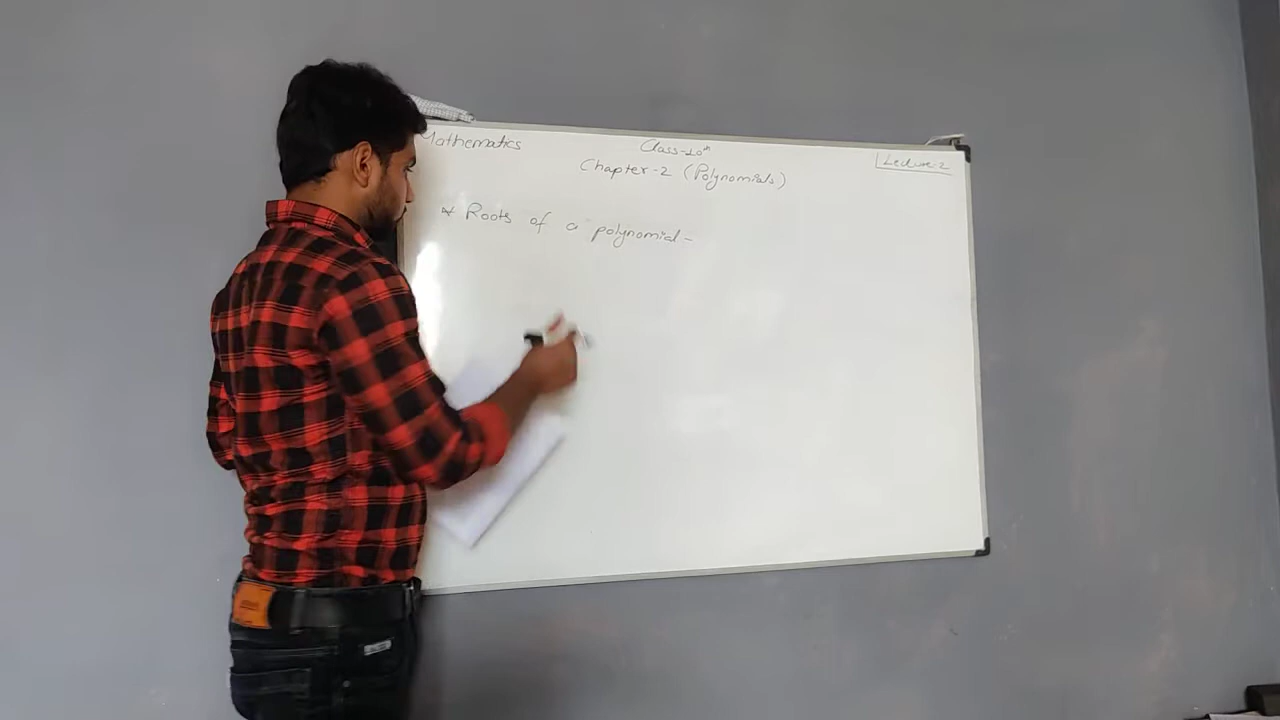 Mathematics Class-10th Lecture-2
Chapter-2 (Polynomials)
* Roots of a polynomial-